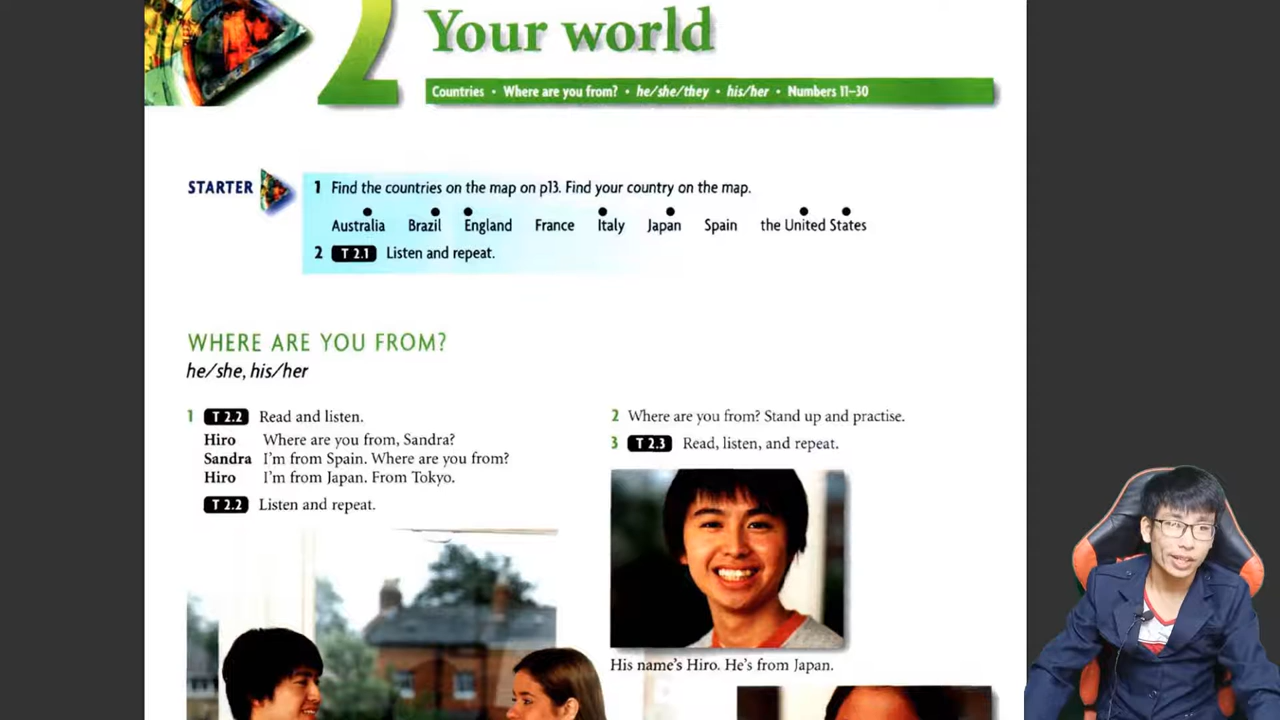 2
Your world
Countries • Where are you from? • he/she/they • his/her • Numbers 11–30
STARTER
1 Find the countries on the map on p13. Find your country on the map.
Australia Brazil England France Italy Japan Spain the United States
2 T 2.1 Listen and repeat.
WHERE ARE YOU FROM?
he/she, his/her
1 T 2.2 Read and listen.
Hiro Where are you from, Sandra?
Sandra I'm from Spain. Where are you from?
Hiro I'm from Japan. From Tokyo.
T 2.2 Listen and repeat.
2 Where are you from? Stand up and practise.
3 T 2.3 Read, listen, and repeat.
His name's Hiro. He's from Japan.